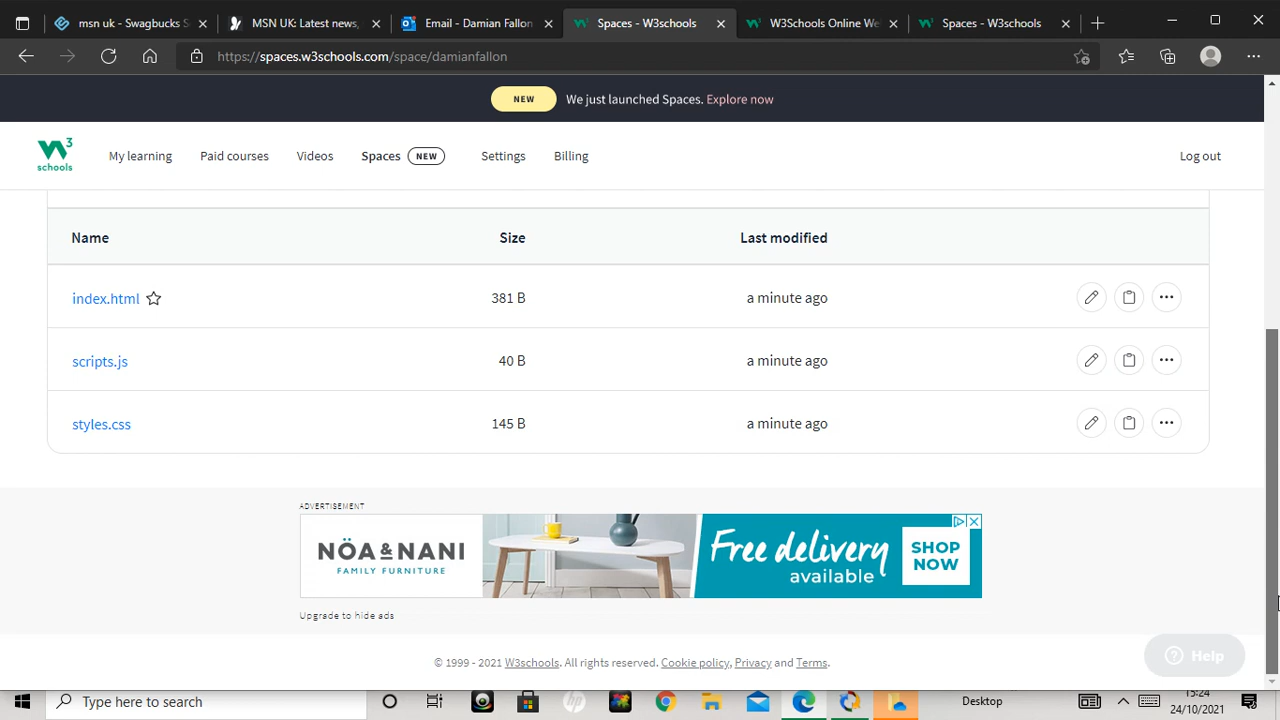 msn uk - Swagbucks S
MSN UK: Latest news,
Email - Damian Fallon
Spaces - W3schools
W3Schools Online We
Spaces - W3schools
https://spaces.w3schools.com/space/damianfallon
NEW We just launched Spaces. Explore now
3
schools
My learning Paid courses Videos Spaces NEW Settings Billing Log out
Name Size Last modified
index.html 381 B a minute ago
scripts.js 40 B a minute ago
styles.css 145 B a minute ago
ADVERTISEMENT
NÖA & NANI
FAMILY FURNITURE
Free delivery
available
SHOP
NOW
Upgrade to hide ads
© 1999 - 2021 W3schools. All rights reserved. Cookie policy, Privacy and Terms.
Help
Type here to search
Desktop
15:24
24/10/2021